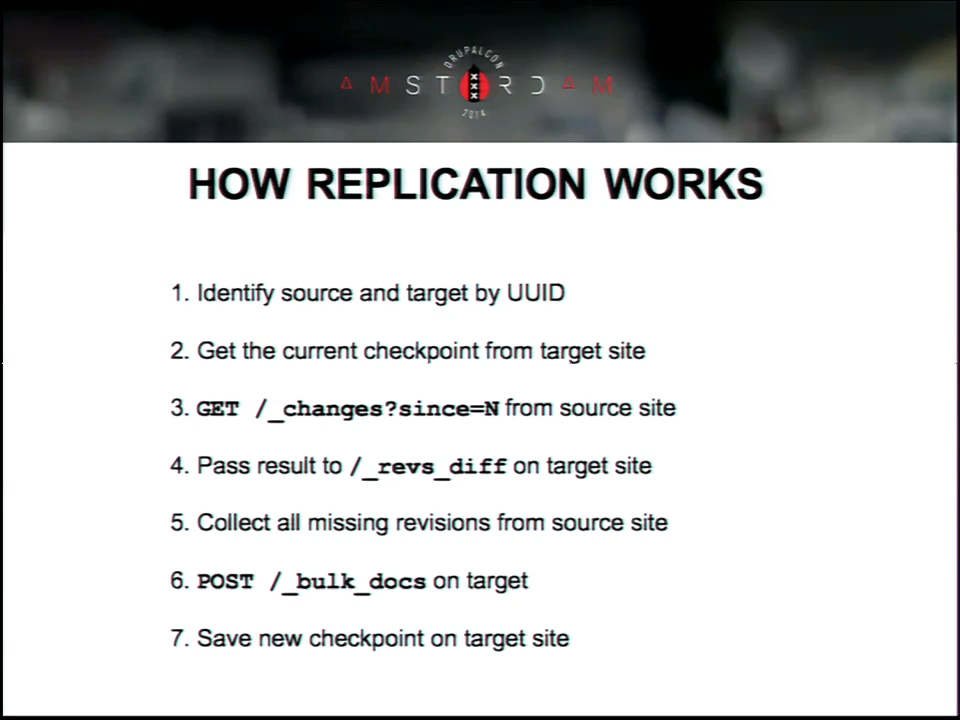 DRUPALCON
AMSTERDAM
2014
HOW REPLICATION WORKS
1. Identify source and target by UUID
2. Get the current checkpoint from target site
3. GET /_changes?since=N from source site
4. Pass result to /_revs_diff on target site
5. Collect all missing revisions from source site
6. POST /_bulk_docs on target
7. Save new checkpoint on target site